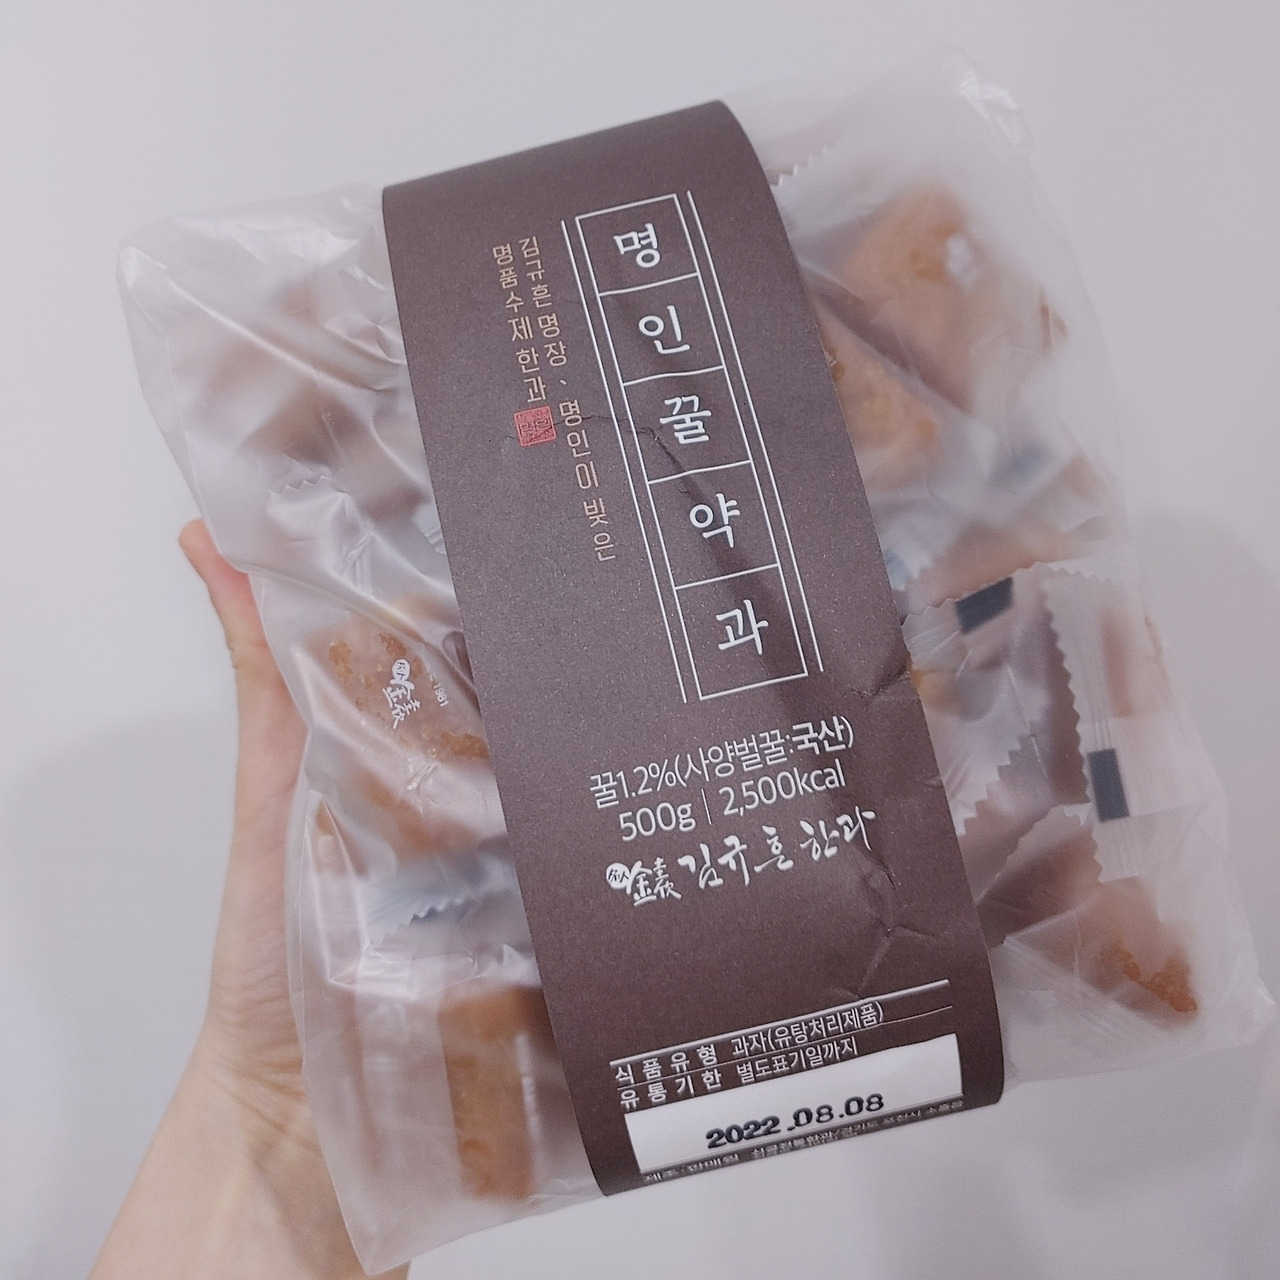 명인꿀약과
김규흔명장、명인이 빚은
명품수제한과
꿀1.2%(사양벌꿀:국산)
500g | 2,500kcal
김규흔 한과
식품유형 과자(유탕처리제품)
유통기한 별도표기일까지
2022.08.08
1981